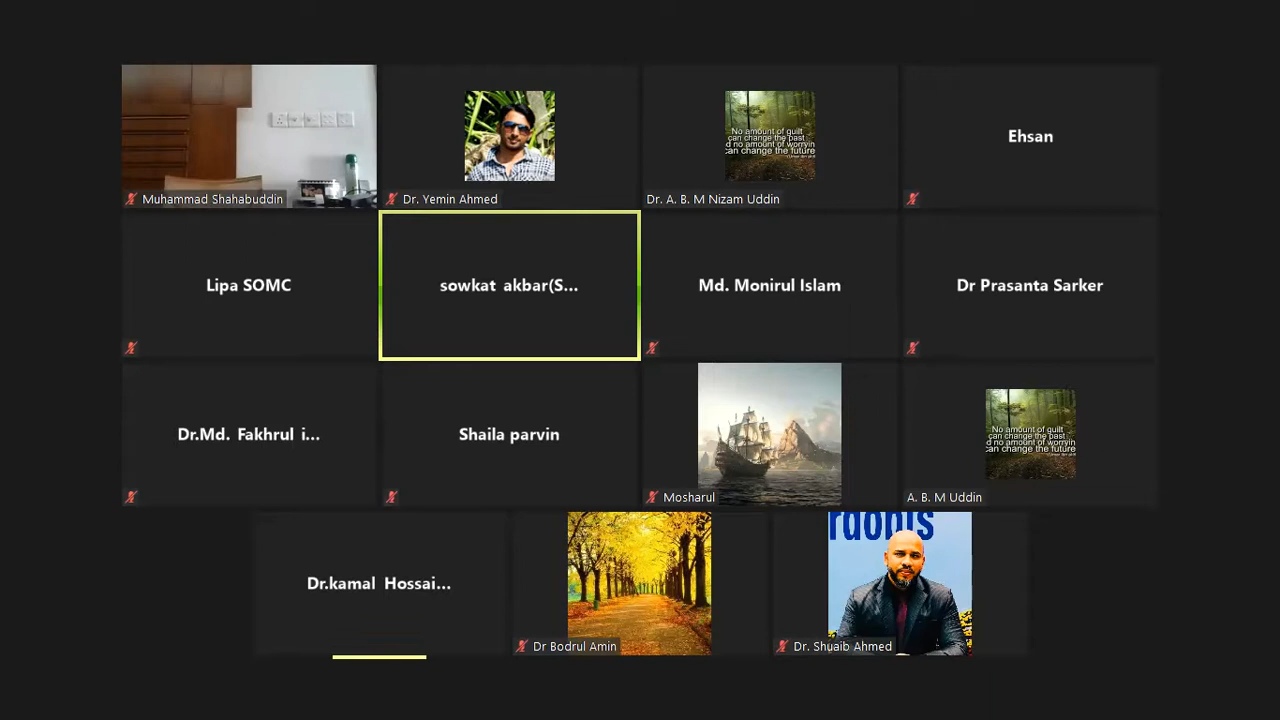 No amount of guilt
can change the past
d no amount of worryin
can change the future
Muhammad Shahabuddin
Dr. Yemin Ahmed
Dr. A. B. M Nizam Uddin
Ehsan
Lipa SOMC
sowkat akbar(S...
Md. Monirul Islam
Dr Prasanta Sarker
Dr.Md. Fakhrul i...
Shaila parvin
Mosharul
No amount of guilt
can change the past
d no amount of worryin
can change the future
A. B. M Uddin
Dr.kamal Hossai...
Dr Bodrul Amin
Dr. Shuaib Ahmed